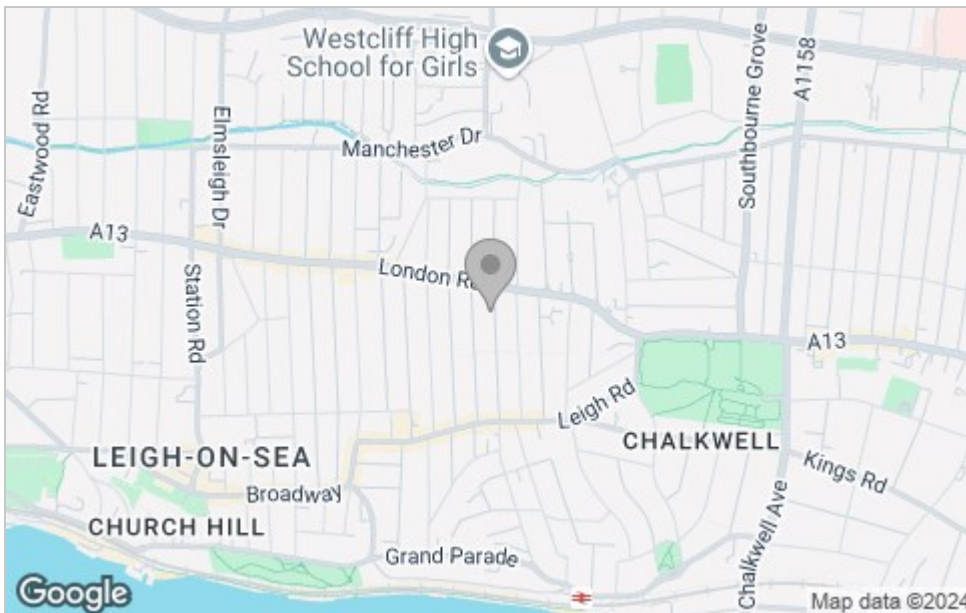 Westcliff High
School for Girls
Southbourne Grove
A1158
Eastwood Rd
Elmsleigh Dr
Manchester Dr
A13
London
Station Rd
A13
Leigh Rd
CHALKWELL
LEIGH-ON-SEA
Kings Rd
Broadway
CHURCH HILL
Chalkwell Ave
Grand Parade
Google
Map data ©2024